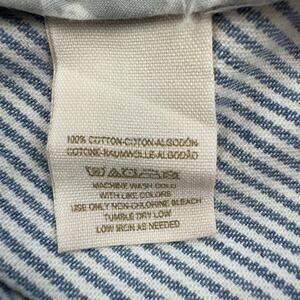 100% COTTON-COTON-ALGODÓN-
COTONE-BAUMWOLLE-ALGODÃO
MACHINE WASH COLD
WITH LIKE COLORS
USE ONLY NON-CHLORINE BLEACH
TUMBLE DRY LOW
LOW IRON AS NEEDED